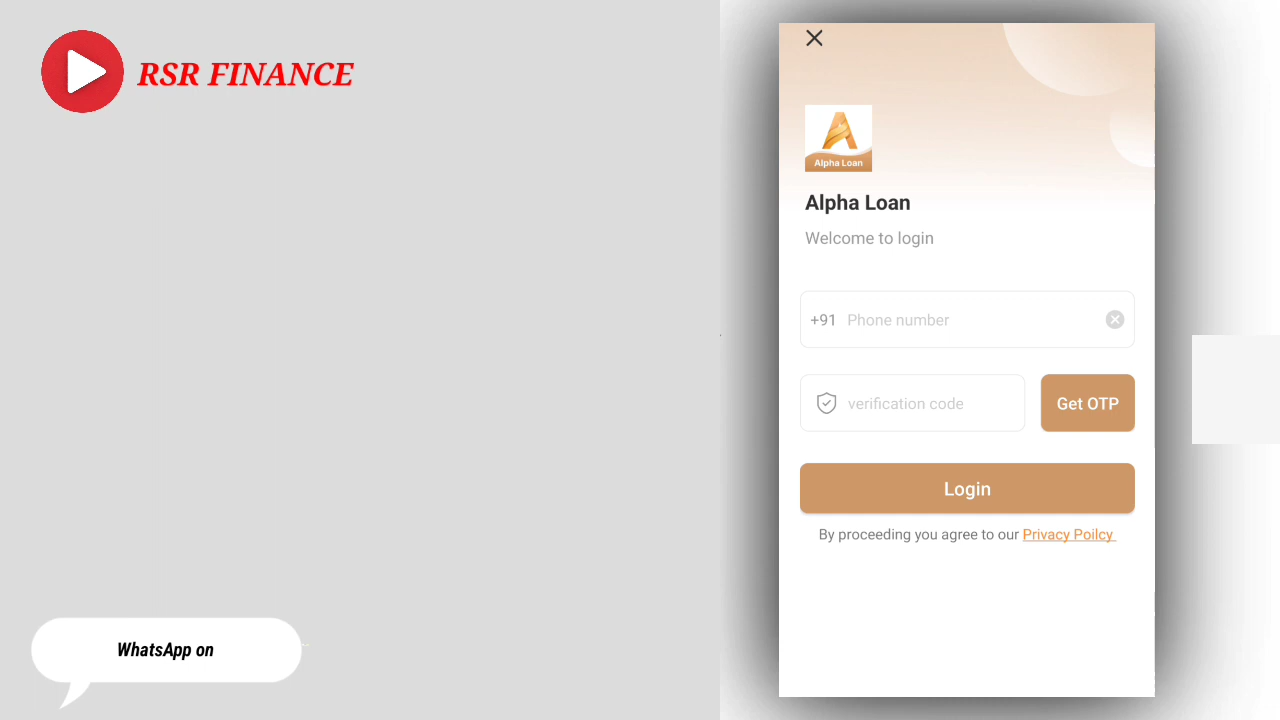 RSR FINANCE
Alpha Loan
Alpha Loan
Welcome to login
+91 Phone number
verification code
Get OTP
Login
By proceeding you agree to our Privacy Poilcy
WhatsApp on